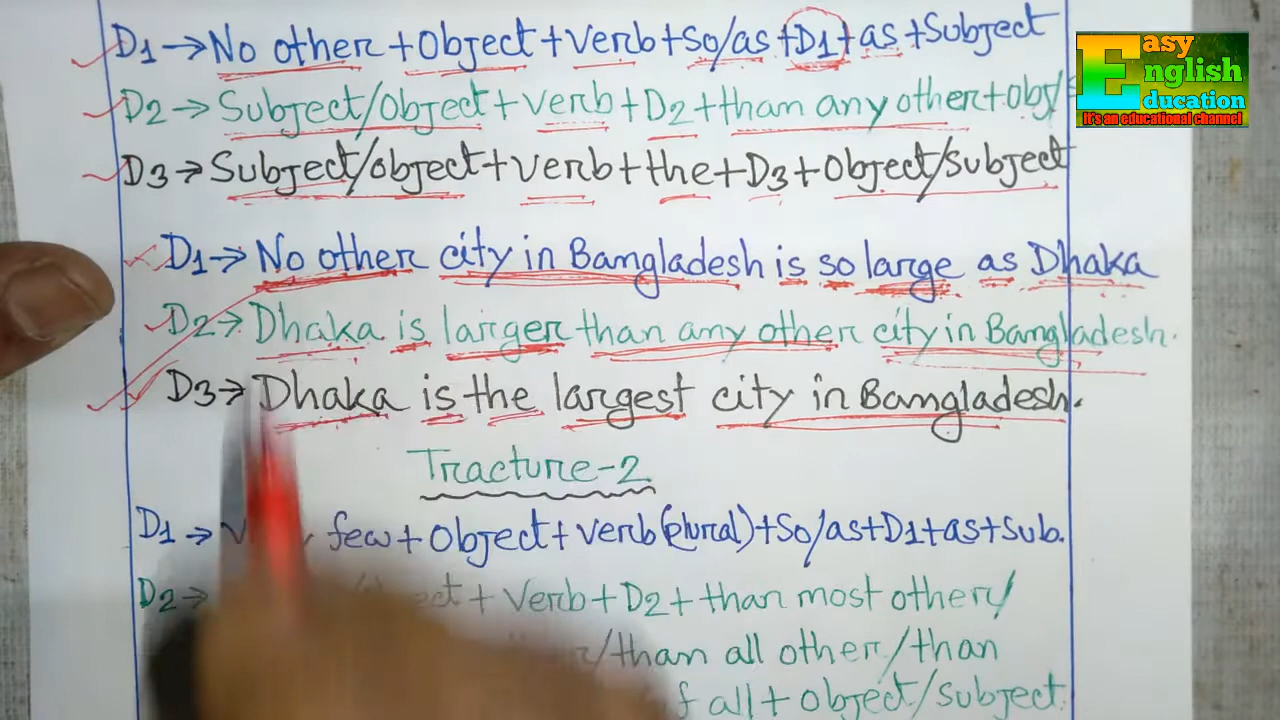 D1→No other+Object+Verb+So/as+D1+as+Subject
D2→Subject/Object+verb+D2+than any other+obj/
D3→Subject/object+verb+the+D3+Object/subject
Easy
English
Education
It's an educational channel
D1→No other city in Bangladesh is so large as Dhaka
D2→Dhaka is larger than any other city in Bangladesh.
D3→Dhaka is the largest city in Bangladesh.
Tracture-2
D1→ few+Object+Verb(plural)+So/as+D1+as+Sub.
D2→ +Verb+D2+than most other/
/than all other/than
all+object/subject